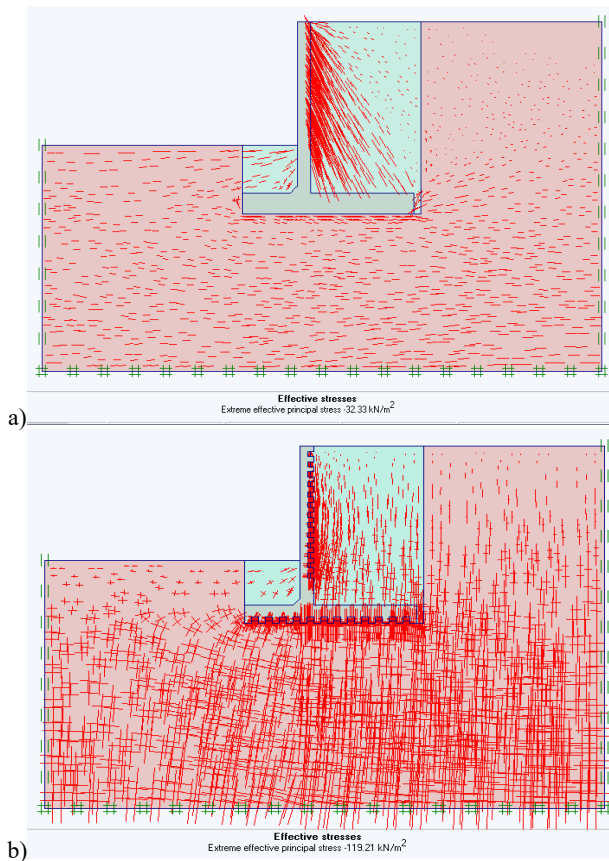 Effective stresses
Extreme effective principal stress -32.33 kN/m²
a)
Effective stresses
Extreme effective principal stress -119.21 kN/m²
b)